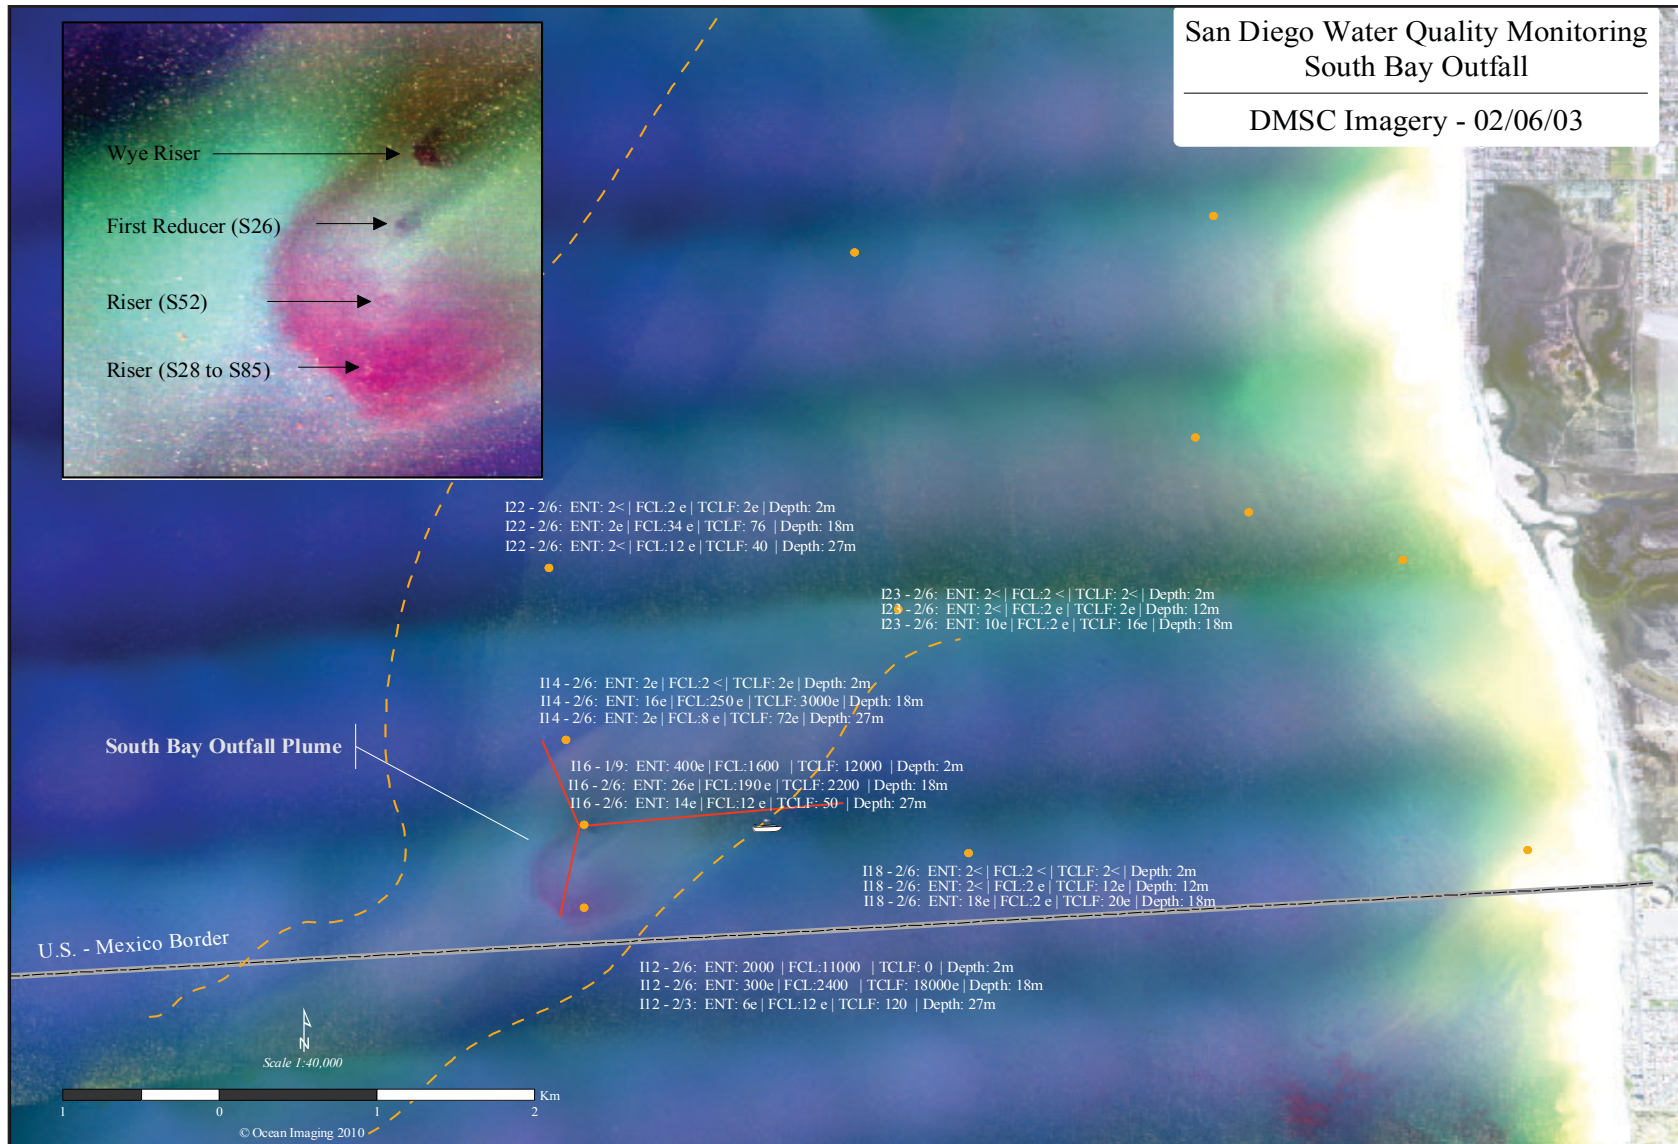 San Diego Water Quality Monitoring
South Bay Outfall
DMSC Imagery - 02/06/03
Wye Riser
First Reducer (S26)
Riser (S52)
Riser (S28 to S85)
I22 - 2/6: ENT: 2< | FCL:2 e | TCLF: 2e | Depth: 2m
I22 - 2/6: ENT: 2e | FCL:34 e | TCLF: 76 | Depth: 18m
I22 - 2/6: ENT: 2< | FCL:12 e | TCLF: 40 | Depth: 27m
I23 - 2/6: ENT: 2< | FCL:2 < | TCLF: 2< | Depth: 2m
I23 - 2/6: ENT: 2< | FCL:2 e | TCLF: 2e | Depth: 12m
I23 - 2/6: ENT: 10e | FCL:2 e | TCLF: 16e | Depth: 18m
I14 - 2/6: ENT: 2e | FCL:2 < | TCLF: 2e | Depth: 2m
I14 - 2/6: ENT: 16e | FCL:250 e | TCLF: 3000e | Depth: 18m
I14 - 2/6: ENT: 2e | FCL:8 e | TCLF: 72e | Depth: 27m
South Bay Outfall Plume
I16 - 1/9: ENT: 400e | FCL:1600 | TCLF: 12000 | Depth: 2m
I16 - 2/6: ENT: 26e | FCL:190 e | TCLF: 2200 | Depth: 18m
I16 - 2/6: ENT: 14e | FCL:12 e | TCLF: 50 | Depth: 27m
I18 - 2/6: ENT: 2< | FCL:2 < | TCLF: 2< | Depth: 2m
I18 - 2/6: ENT: 2< | FCL:2 e | TCLF: 12e | Depth: 12m
I18 - 2/6: ENT: 18e | FCL:2 e | TCLF: 20e | Depth: 18m
U.S. - Mexico Border
I12 - 2/6: ENT: 2000 | FCL:11000 | TCLF: 0 | Depth: 2m
I12 - 2/6: ENT: 300e | FCL:2400 | TCLF: 18000e | Depth: 18m
I12 - 2/3: ENT: 6e | FCL:12 e | TCLF: 120 | Depth: 27m
N
Scale 1:40,000
Km
1 0 1 2
© Ocean Imaging 2010